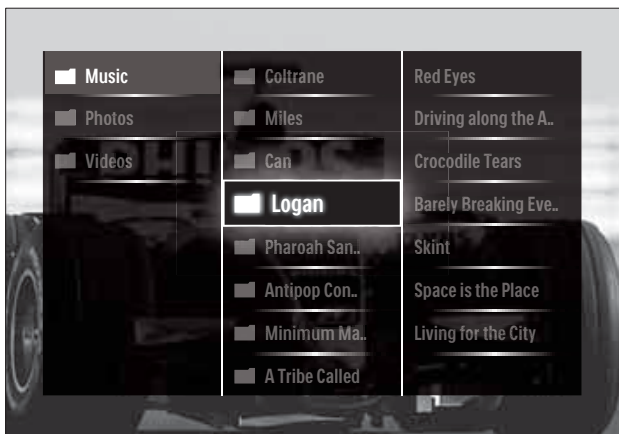 Music
Photos
Videos
Coltrane
Miles
Can
Logan
Pharoah San..
Antipop Con..
Minimum Ma..
A Tribe Called
Red Eyes
Driving along the A..
Crocodile Tears
Barely Breaking Eve..
Skint
Space is the Place
Living for the City
PHILIPS